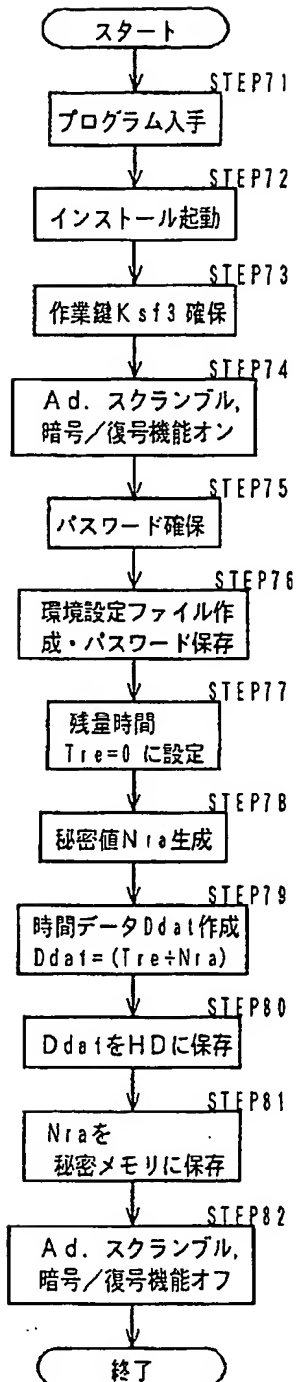 スタート
STEP71
プログラム入手
STEP72
インストール起動
STEP73
作業鍵Ksf3 確保
STEP74
Ad. スクランブル,
暗号／復号機能オン
STEP75
パスワード確保
STEP76
環境設定ファイル作
成・パスワード保存
STEP77
残量時間
Tre=0 に設定
STEP78
秘密値Nra生成
STEP79
時間データDdat作成
Ddat=(Tre÷Nra)
STEP80
DdatをHDに保存
STEP81
Nraを
秘密メモリに保存
STEP82
Ad. スクランブル,
暗号／復号機能オフ
終了